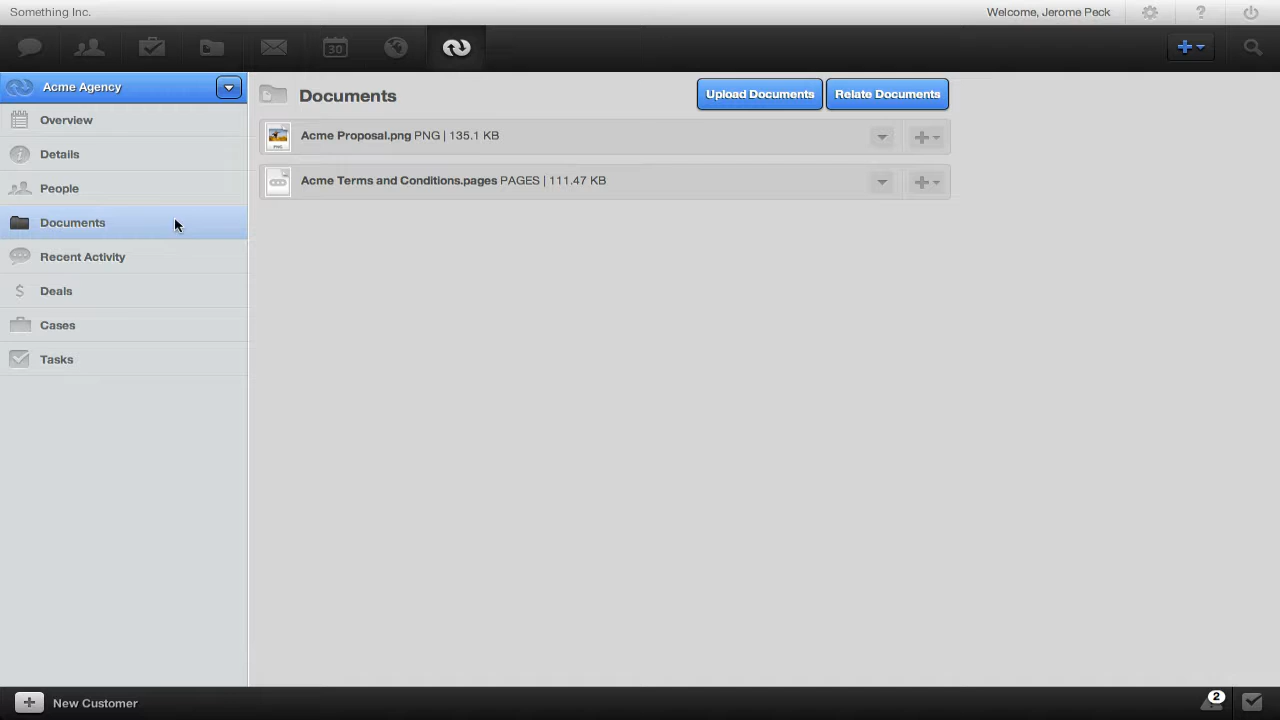 Something Inc.
Welcome, Jerome Peck
?
30
Acme Agency
Overview
Details
People
Documents
Recent Activity
$
Deals
Cases
Tasks
Documents
Upload Documents
Relate Documents
Acme Proposal.png PNG | 135.1 KB
PNG
Acme Terms and Conditions.pages PAGES | 111.47 KB
New Customer
2